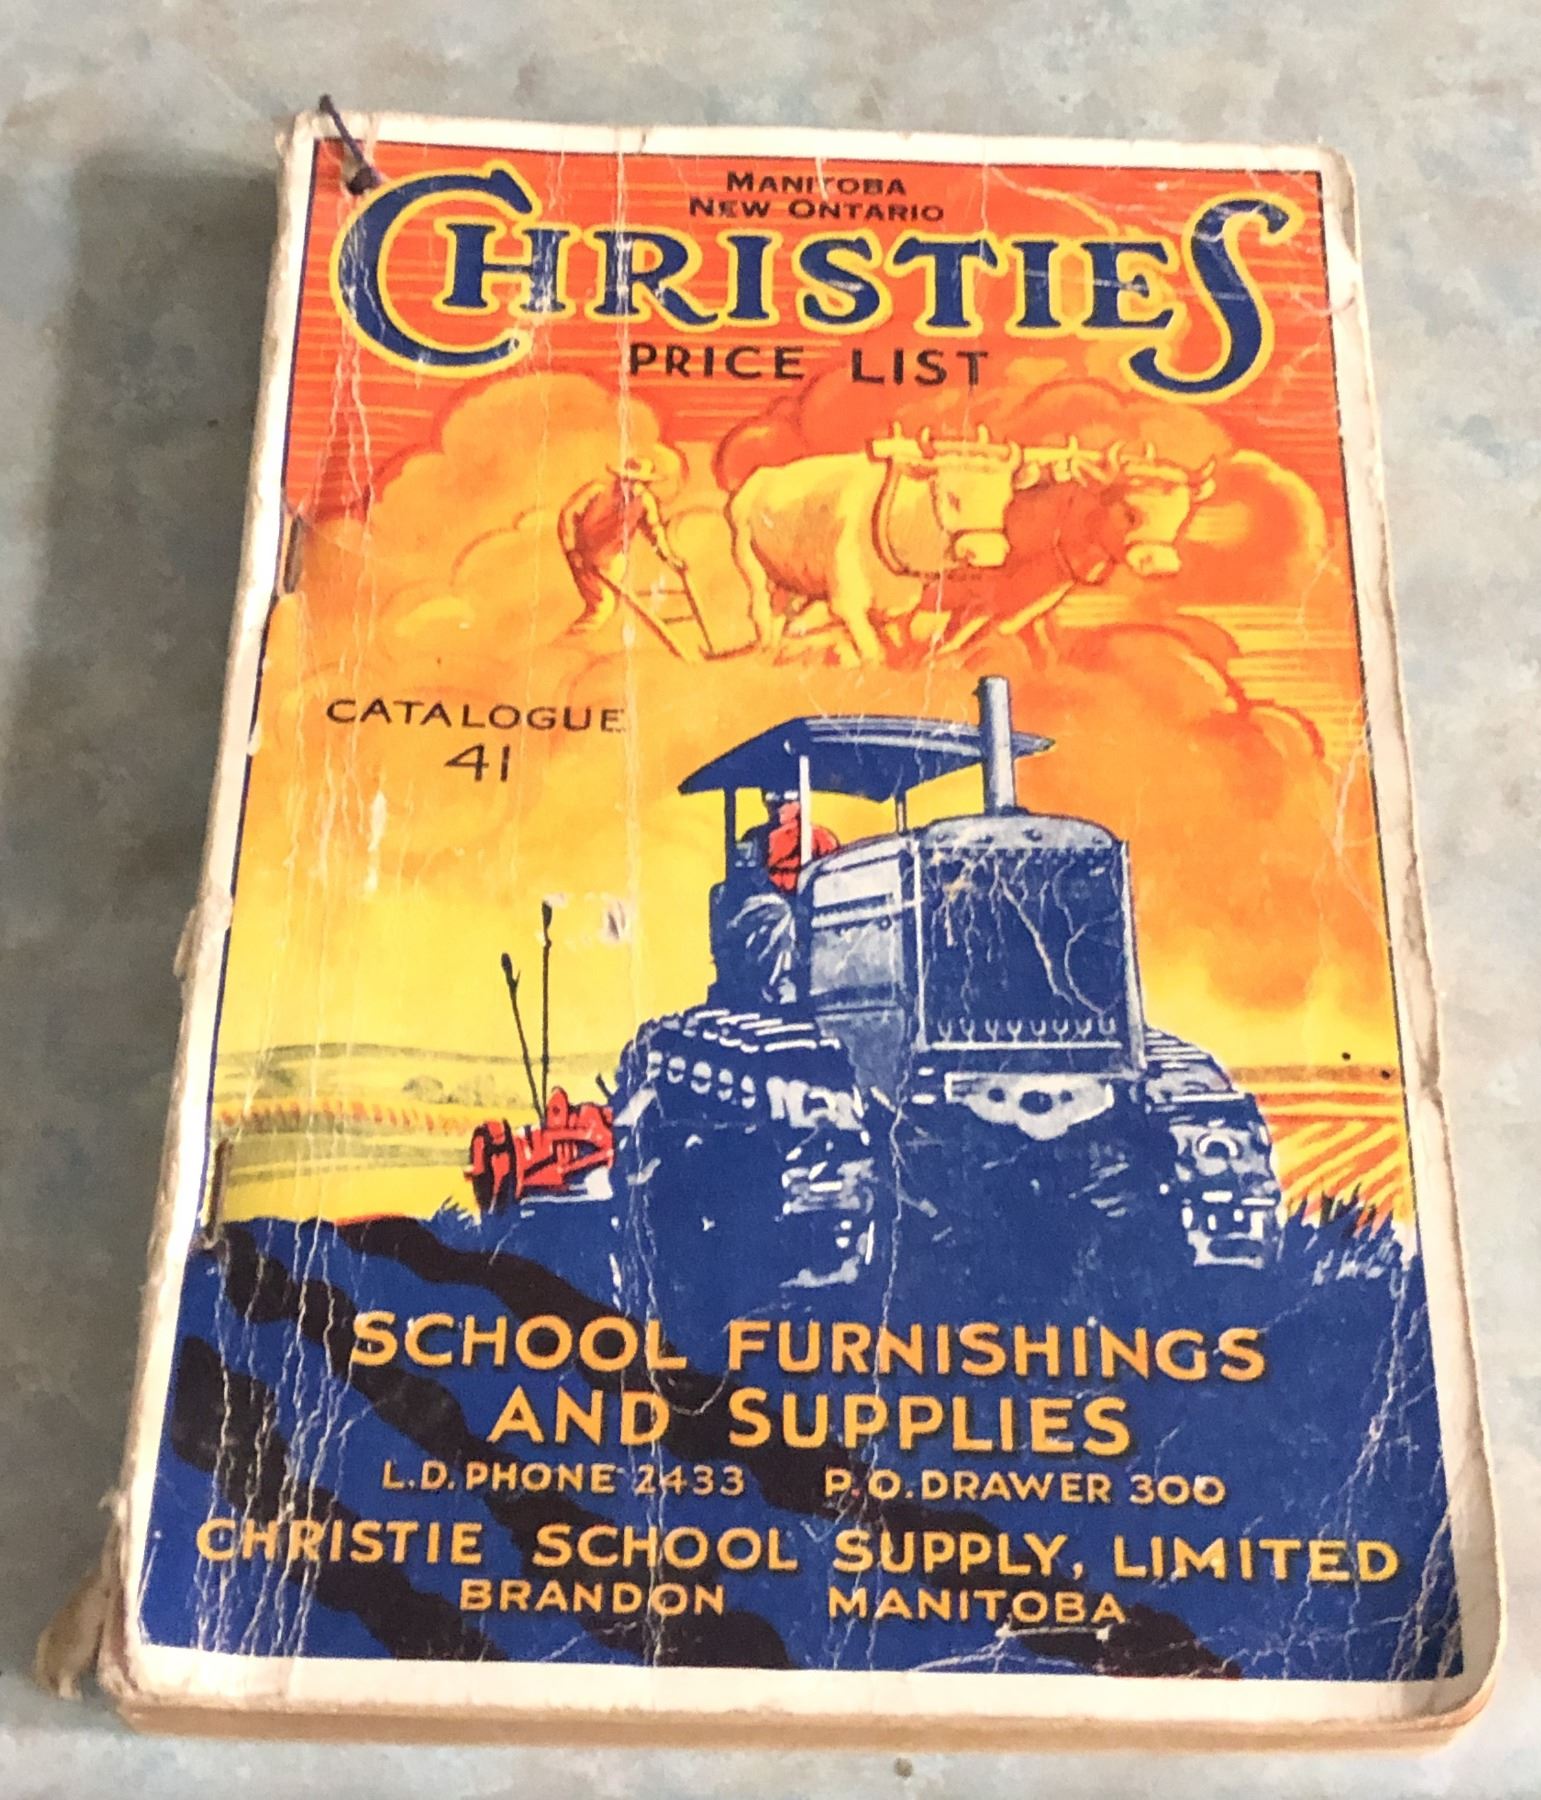 MANITOBA
NEW ONTARIO
CHRISTIES
PRICE LIST
CATALOGUE
41
SCHOOL FURNISHINGS
AND SUPPLIES
L.D. PHONE 2433 P.O. DRAWER 300
CHRISTIE SCHOOL SUPPLY, LIMITED
BRANDON MANITOBA